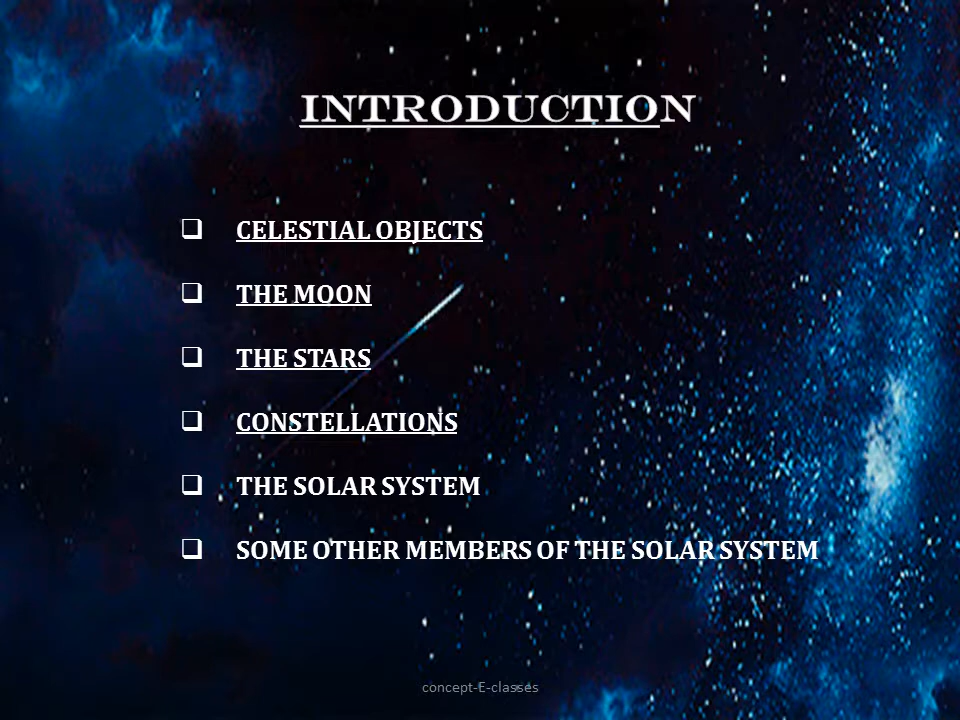 INTRODUCTION
❑ CELESTIAL OBJECTS
❑ THE MOON
❑ THE STARS
❑ CONSTELLATIONS
❑ THE SOLAR SYSTEM
❑ SOME OTHER MEMBERS OF THE SOLAR SYSTEM
concept-E-classes